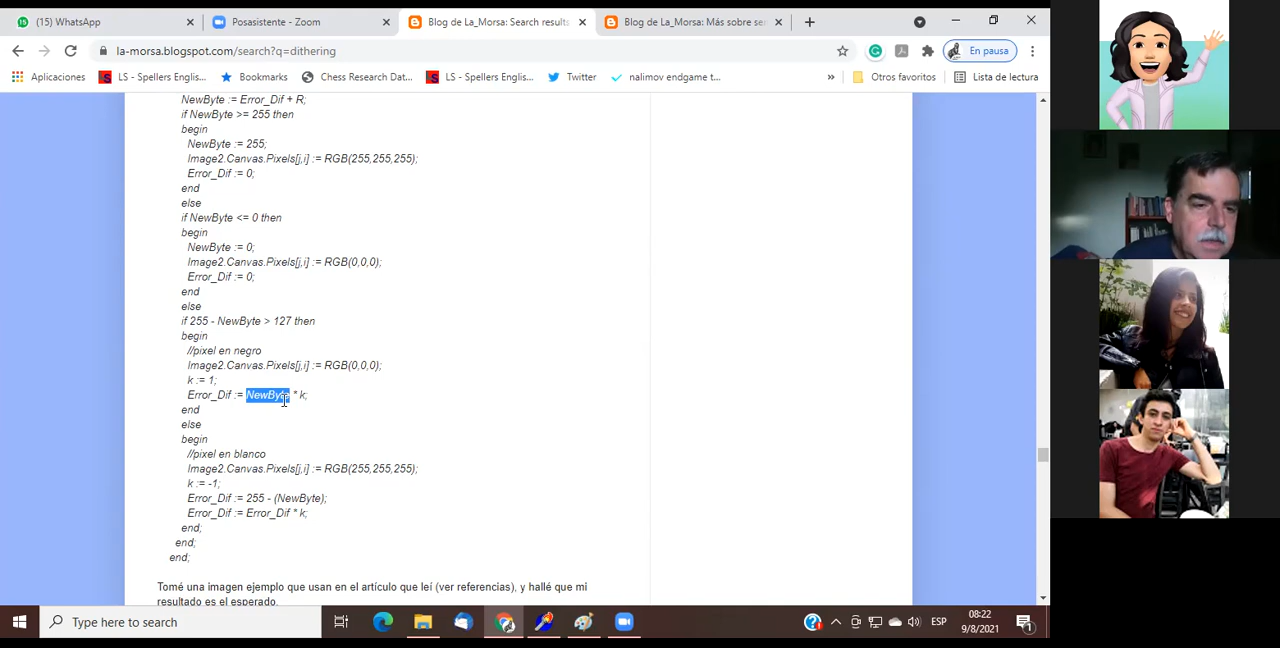 (15) WhatsApp
Posasistente - Zoom
Blog de La_Morsa: Search results
Blog de La_Morsa: Más sobre ser
la-morsa.blogspot.com/search?q=dithering
En pausa
Aplicaciones
LS - Spellers Englis...
Bookmarks
Chess Research Dat...
LS - Spellers Englis...
Twitter
nalimov endgame t...
»
Otros favoritos
Lista de lectura
NewByte := Error_Dif + R;
if NewByte >= 255 then
begin
NewByte := 255;
Image2.Canvas.Pixels[j,i] := RGB(255,255,255);
Error_Dif := 0;
end
else
if NewByte <= 0 then
begin
NewByte := 0;
Image2.Canvas.Pixels[j,i] := RGB(0,0,0);
Error_Dif := 0;
end
else
if 255 - NewByte > 127 then
begin
//pixel en negro
Image2.Canvas.Pixels[j,i] := RGB(0,0,0);
k := 1;
Error_Dif := NewByte * k;
end
else
begin
//pixel en blanco
Image2.Canvas.Pixels[j,i] := RGB(255,255,255);
k := -1;
Error_Dif := 255 - (NewByte);
Error_Dif := Error_Dif * k;
end;
end;
end;
Tomé una imagen ejemplo que usan en el artículo que leí (ver referencias), y hallé que mi
resultado es el esperado.
Type here to search
ESP
08:22
9/8/2021
1